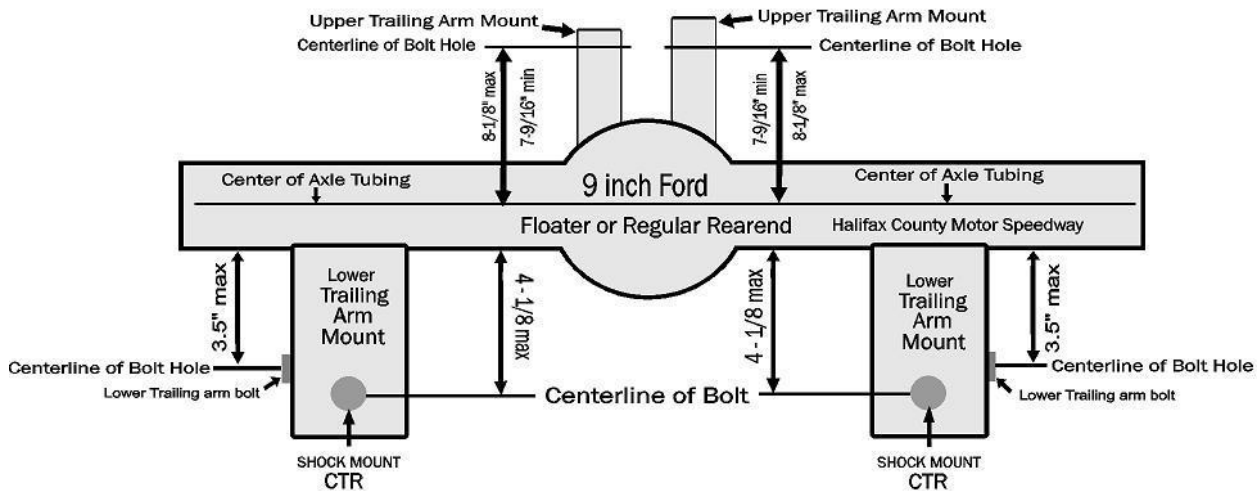 Upper Trailing Arm Mount
Upper Trailing Arm Mount
Centerline of Bolt Hole
Centerline of Bolt Hole
8-1/8" max
7-9/16" min
7-9/16" min
8-1/8" max
Center of Axle Tubing
9 inch Ford
Center of Axle Tubing
Floater or Regular Rearend
Halifax County Motor Speedway
3.5" max
Lower
Trailing
Arm
Mount
4 - 1/8 max
4 - 1/8 max
Lower
Trailing
Arm
Mount
3.5" max
Centerline of Bolt Hole
Lower Trailing arm bolt
Centerline of Bolt
Centerline of Bolt Hole
Lower Trailing arm bolt
SHOCK MOUNT
CTR
SHOCK MOUNT
CTR